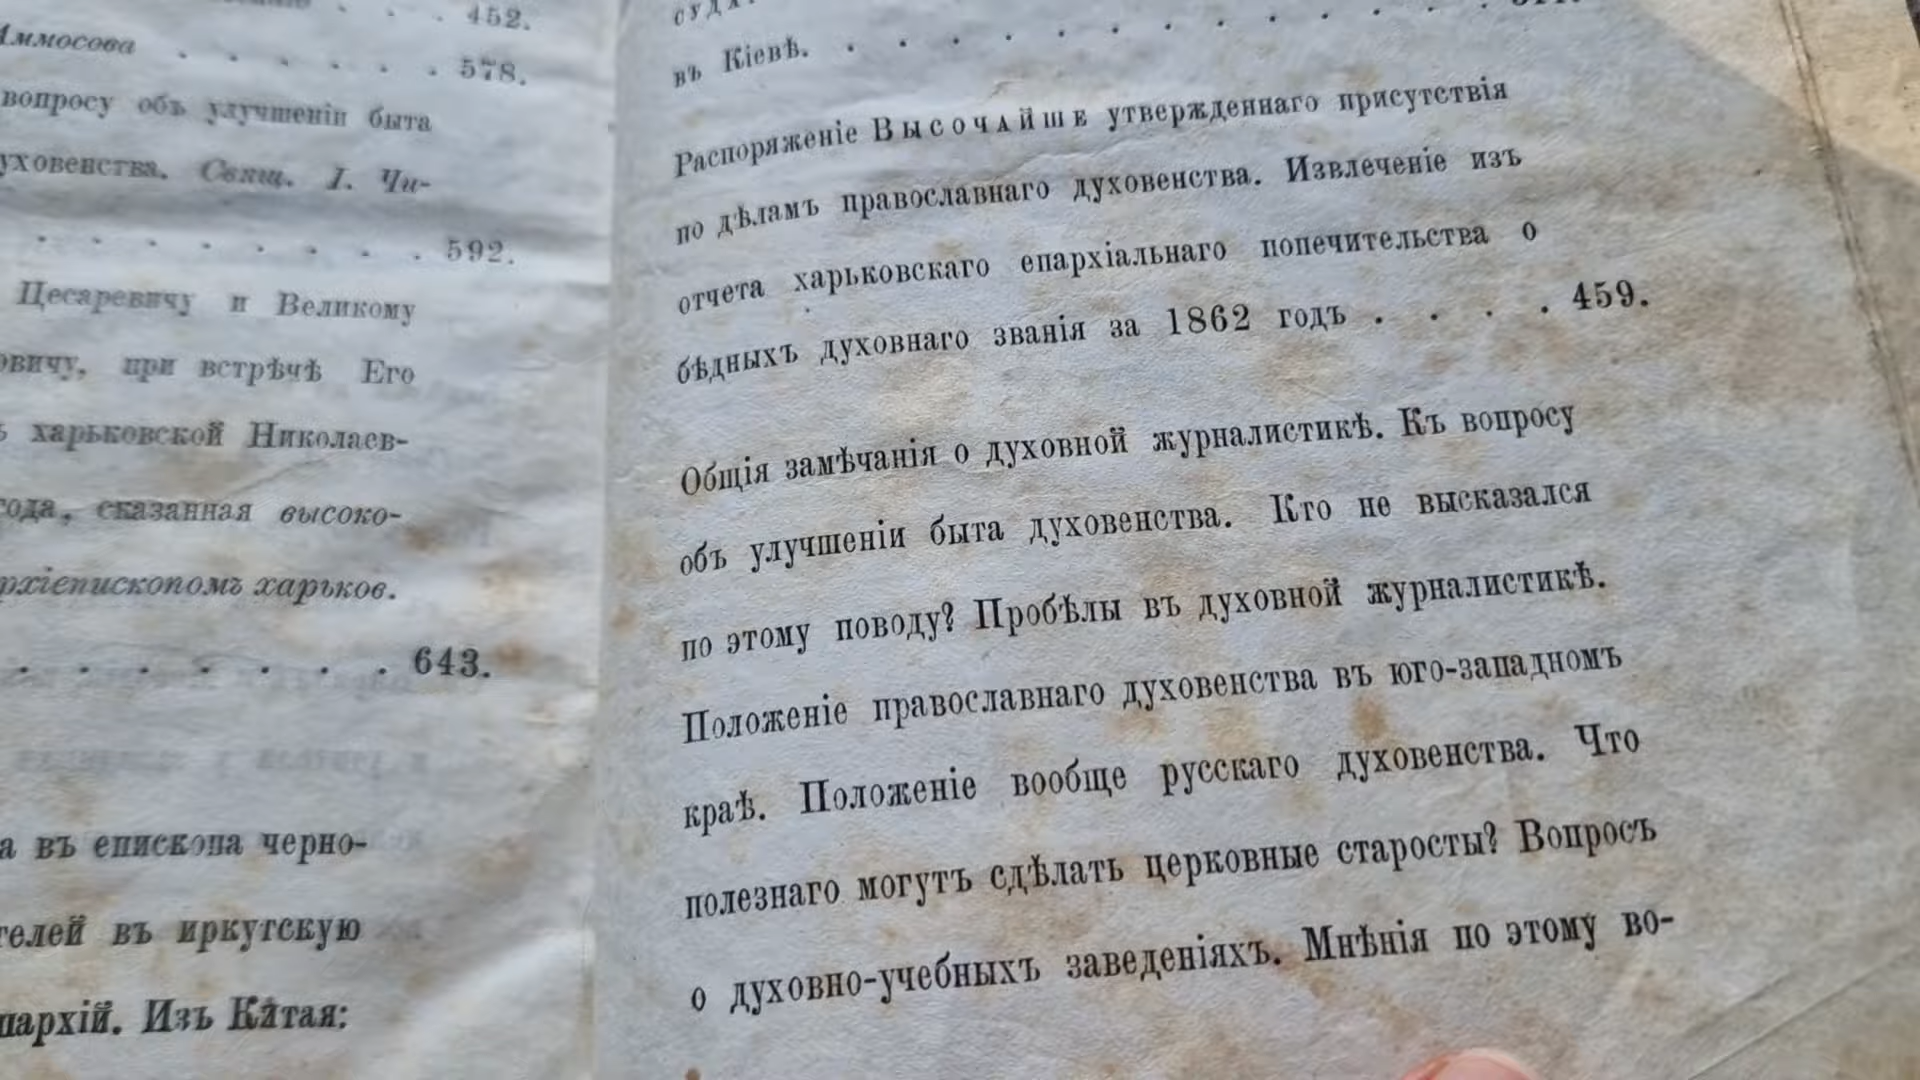 452.
Аммосова . . . . . . 578.
вопросу объ улучшеніи быта
духовенства. Свящ. I. Чи-
. . . . . . . . 592.
Цесаревичу и Великому
овичу, при встрѣчѣ Его
ъ харьковской Николаев-
года, сказанная высоко-
рхіепископомъ харьков.
. . . . . . . 643.
а въ епископа черно-
телей въ иркутскую
пархій. Изъ Китая:
суда
въ Кіевѣ. . . . . . . . . . . . .
Распоряженіе Высочайше утвержденнаго присутствія
по дѣламъ православнаго духовенства. Извлеченіе изъ
отчета харьковскаго епархіальнаго попечительства о
бѣдныхъ духовнаго званія за 1862 годъ . . . . 459.
Общія замѣчанія о духовной журналистикѣ. Къ вопросу
объ улучшеніи быта духовенства. Кто не высказался
по этому поводу? Пробѣлы въ духовной журналистикѣ.
Положеніе православнаго духовенства въ юго-западномъ
краѣ. Положеніе вообще русскаго духовенства. Что
полезнаго могутъ сдѣлать церковные старосты? Вопросъ
о духовно-учебныхъ заведеніяхъ. Мнѣнія по этому во-